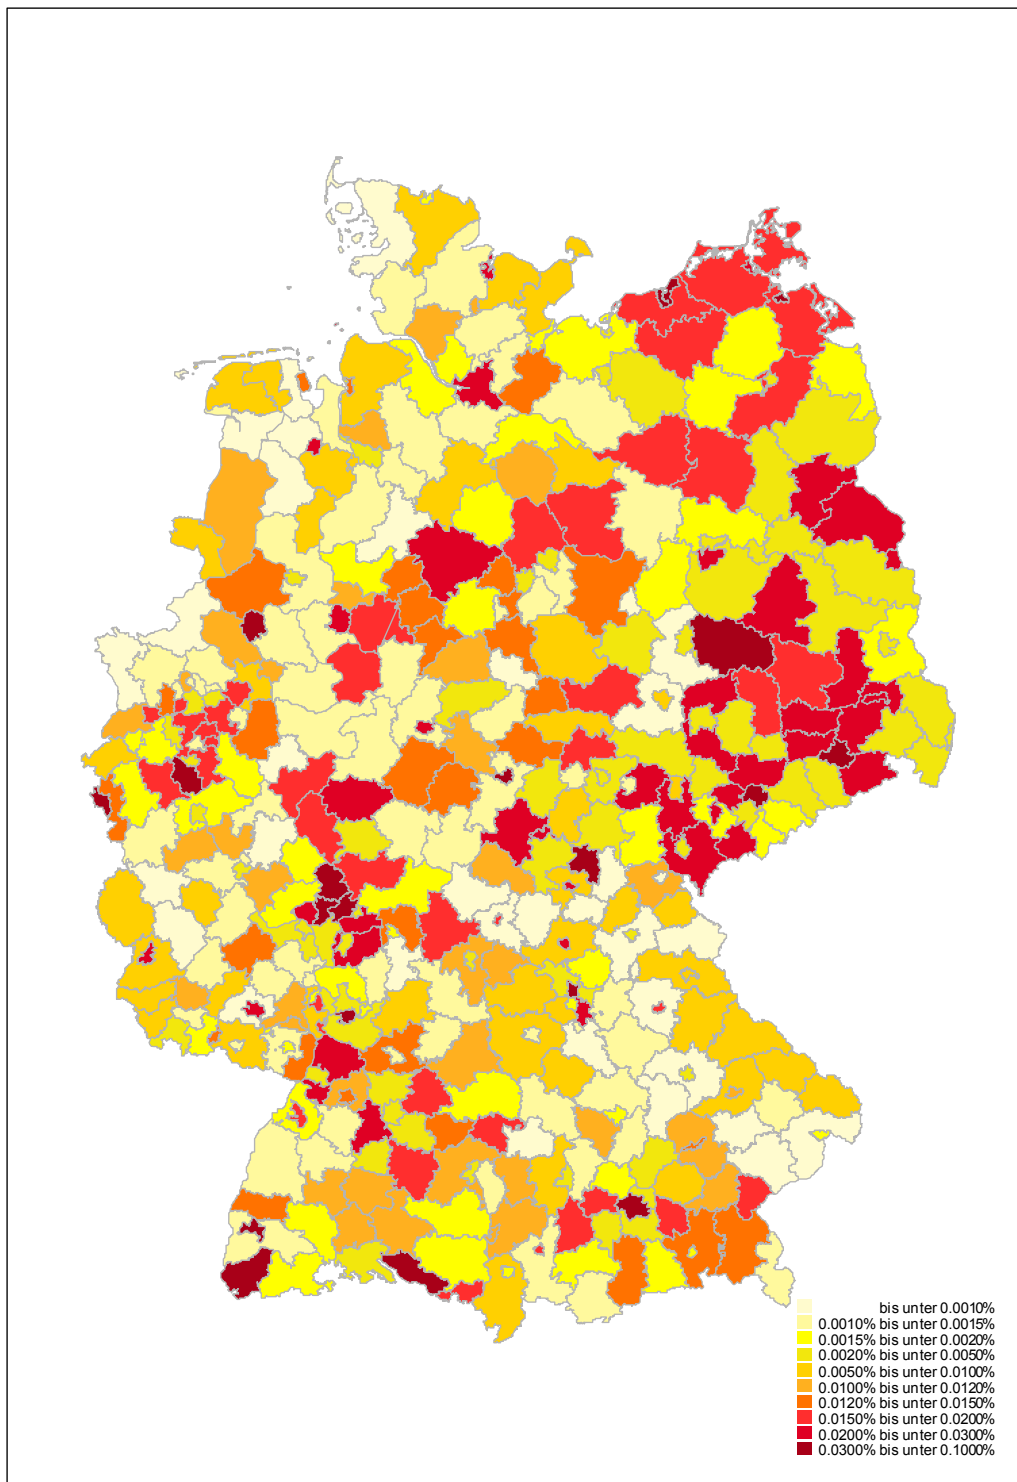 bis unter 0.0010%
0.0010% bis unter 0.0015%
0.0015% bis unter 0.0020%
0.0020% bis unter 0.0050%
0.0050% bis unter 0.0100%
0.0100% bis unter 0.0120%
0.0120% bis unter 0.0150%
0.0150% bis unter 0.0200%
0.0200% bis unter 0.0300%
0.0300% bis unter 0.1000%